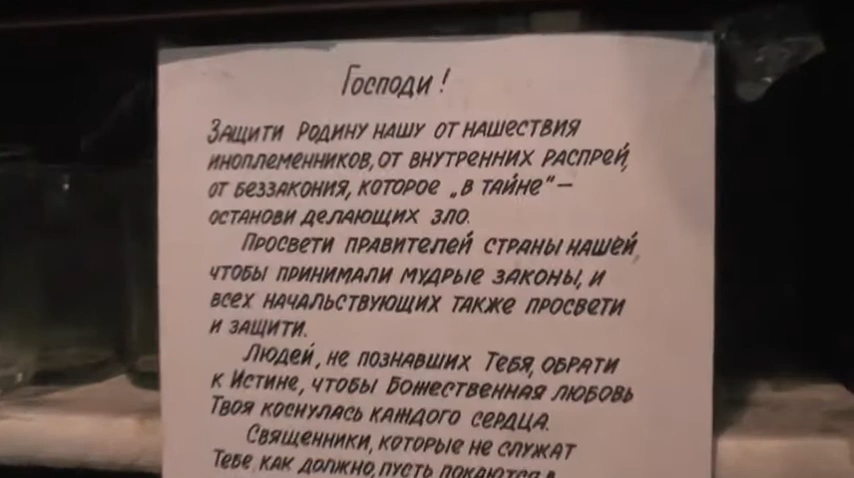 Господи!
Защити Родину нашу от нашествия
иноплеменников, от внутренних распрей,
от беззакония, которое „в тайне“ –
останови делающих зло.
Просвети правителей страны нашей,
чтобы принимали мудрые законы, и
всех начальствующих также просвети
и защити.
Людей, не познавших Тебя, обрати
к Истине, чтобы Божественная любовь
Твоя коснулась каждого сердца.
Священники, которые не служат
Тебе как должно, пусть покаются в